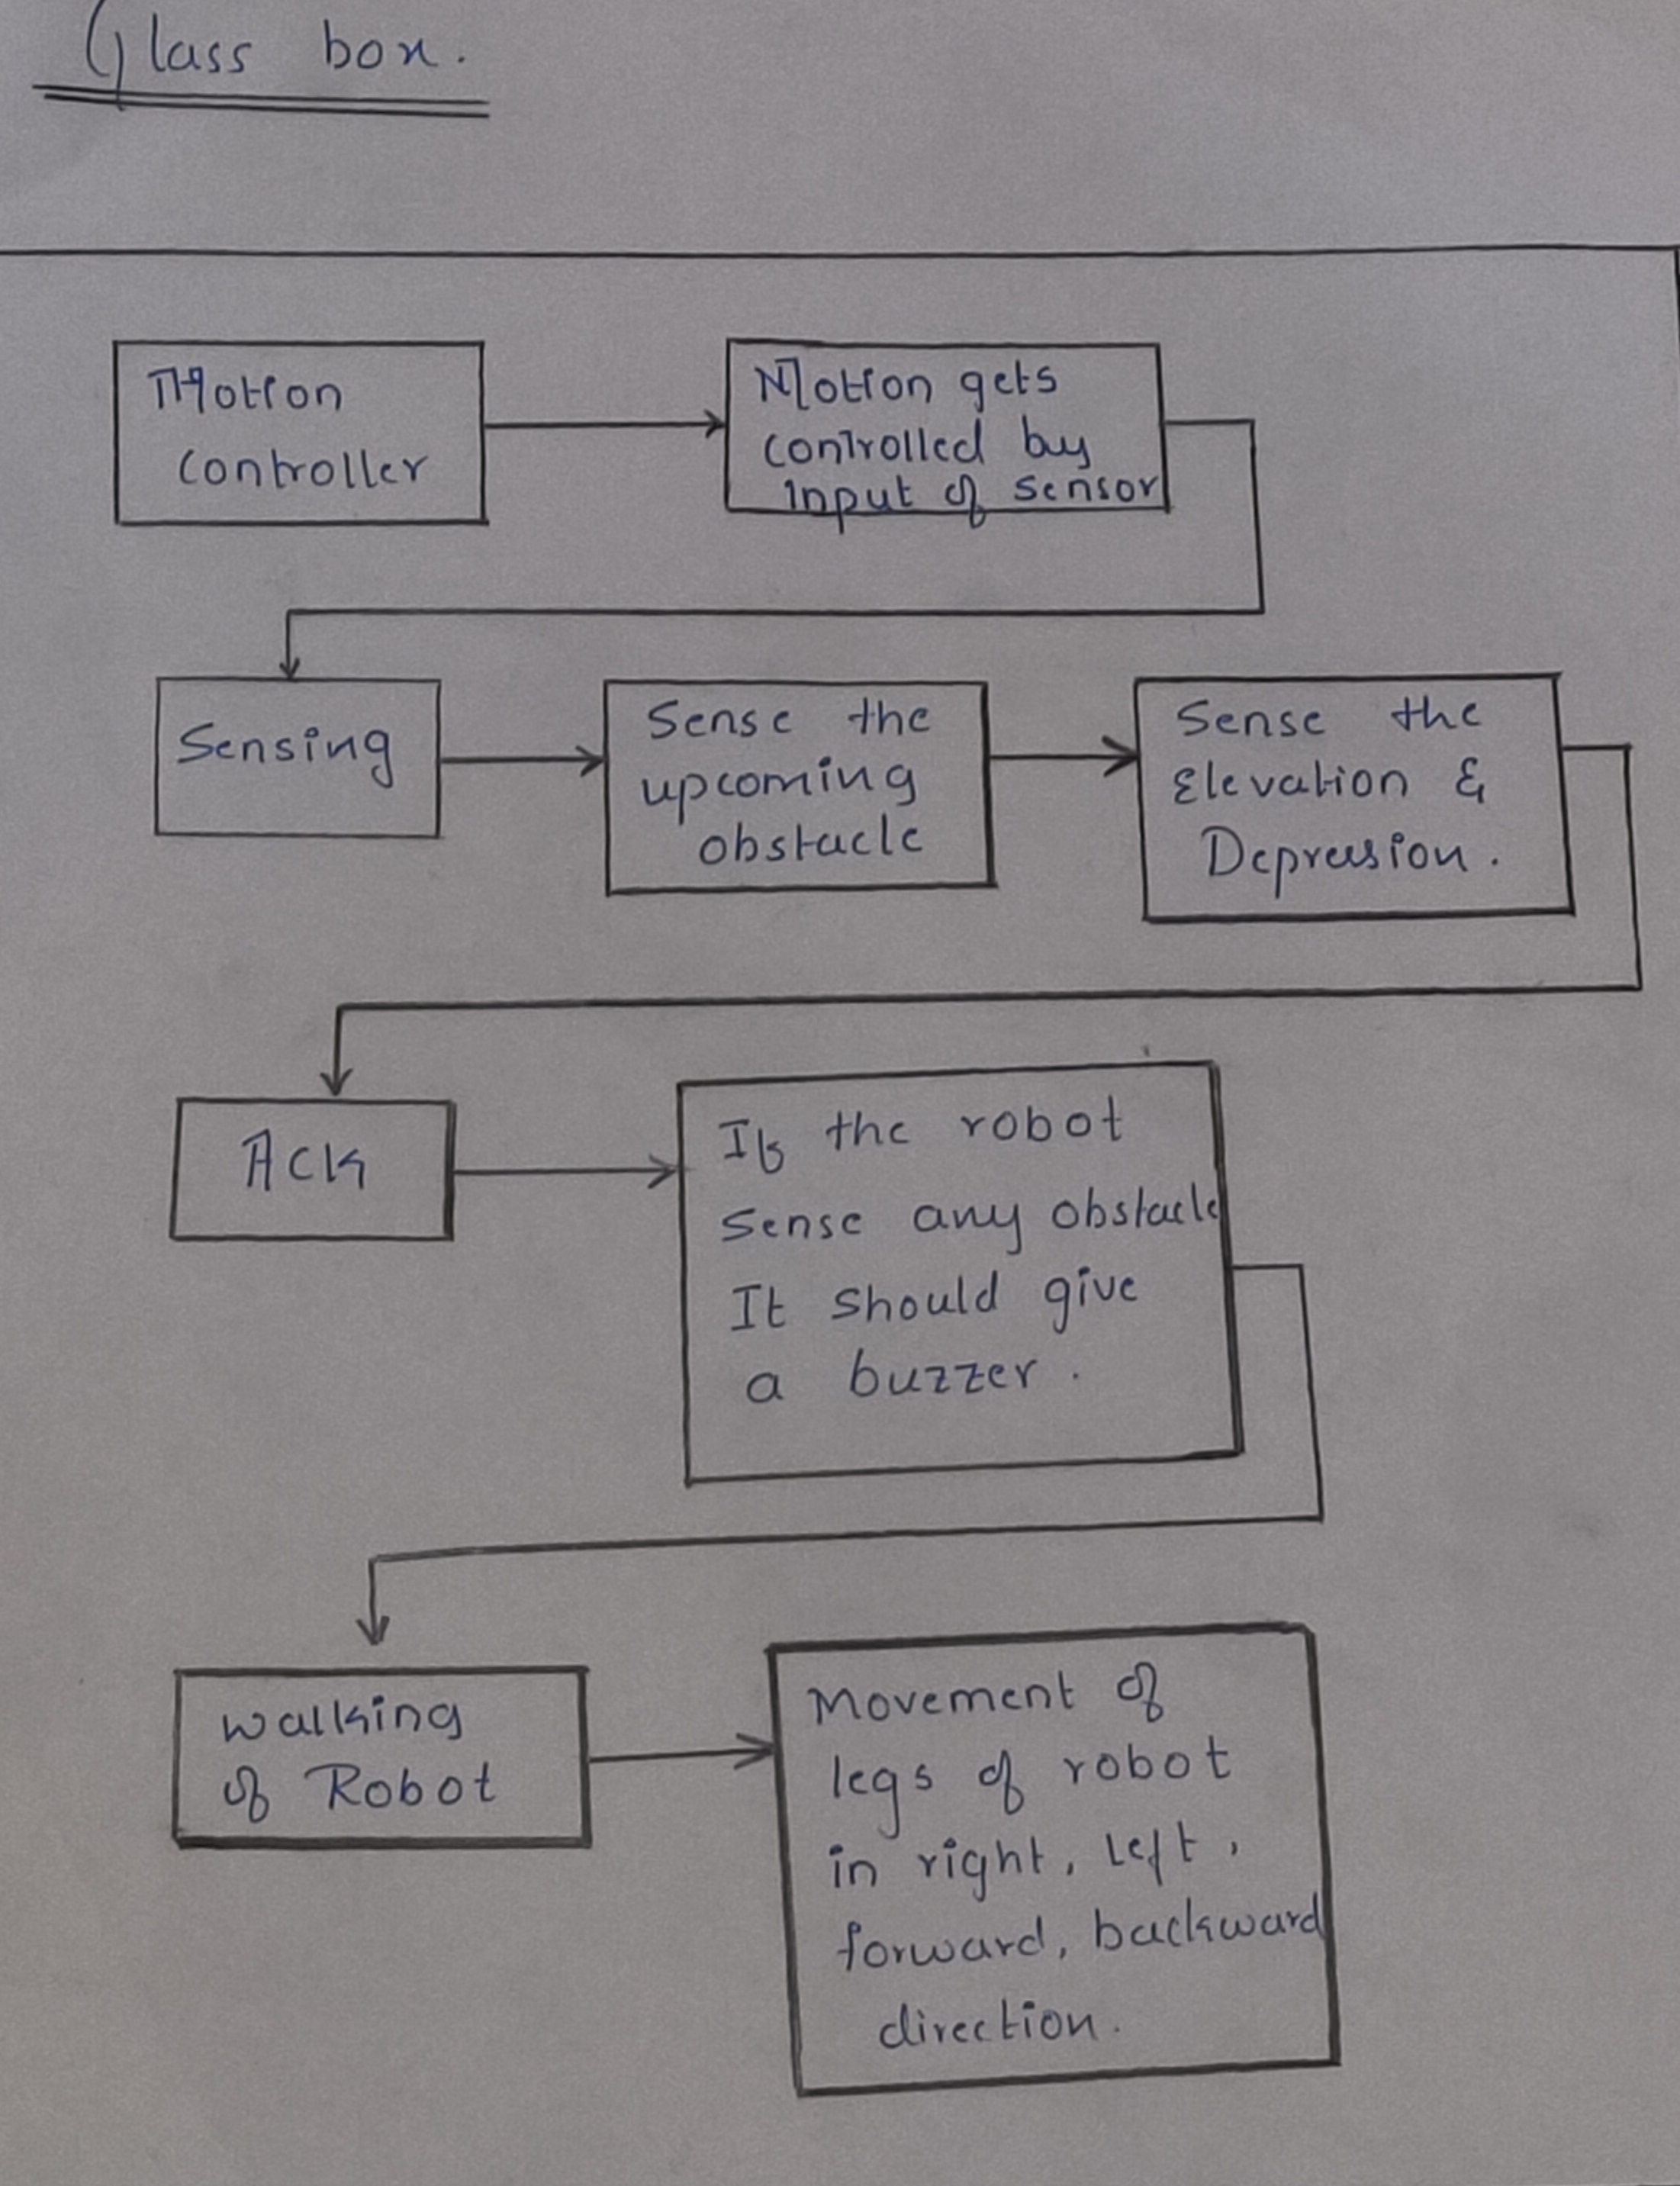 Glass box.
Motion
controller
Motion gets
controlled by
input of sensor
Sensing
Sense the
upcoming
obstacle
Sense the
Elevation &
Depression.
Ack
If the robot
Sense any obstacle
It should give
a buzzer.
walking
of Robot
Movement of
legs of robot
in right, left,
forward, backward
direction.